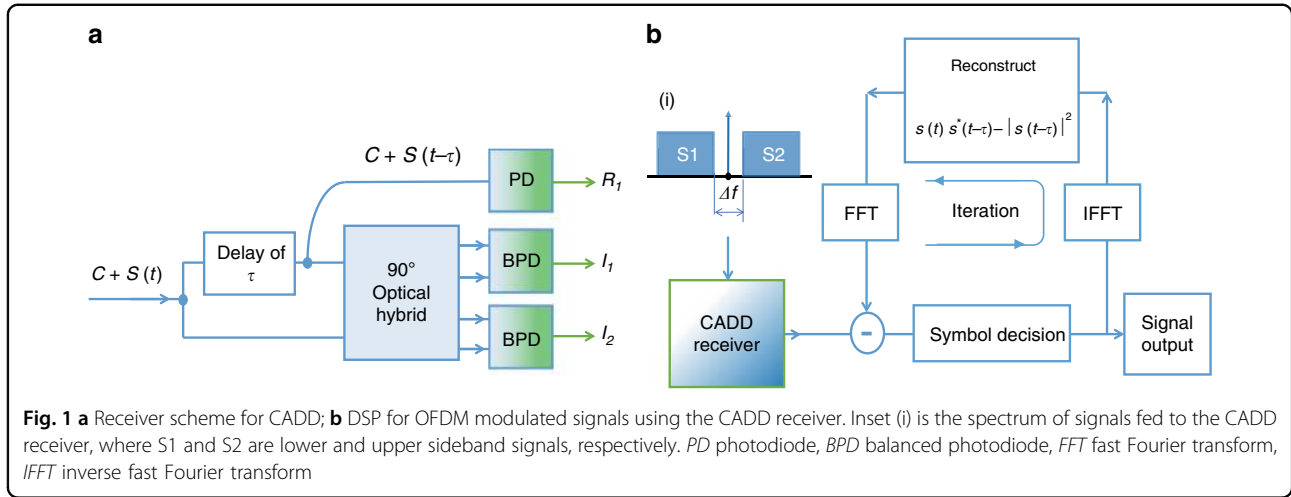 a
C + S (t−τ)
PD
R₁
Delay of
τ
C + S (t)
90°
Optical
hybrid
BPD
I₁
BPD
I₂
b
(i)
S1
S2
Δf
CADD
receiver
Reconstruct
s (t) s*(t−τ)− |s (t−τ)|²
FFT
Iteration
IFFT
-
Symbol decision
Signal
output
Fig. 1 a Receiver scheme for CADD; b DSP for OFDM modulated signals using the CADD receiver. Inset (i) is the spectrum of signals fed to the CADD
receiver, where S1 and S2 are lower and upper sideband signals, respectively. PD photodiode, BPD balanced photodiode, FFT fast Fourier transform,
IFFT inverse fast Fourier transform